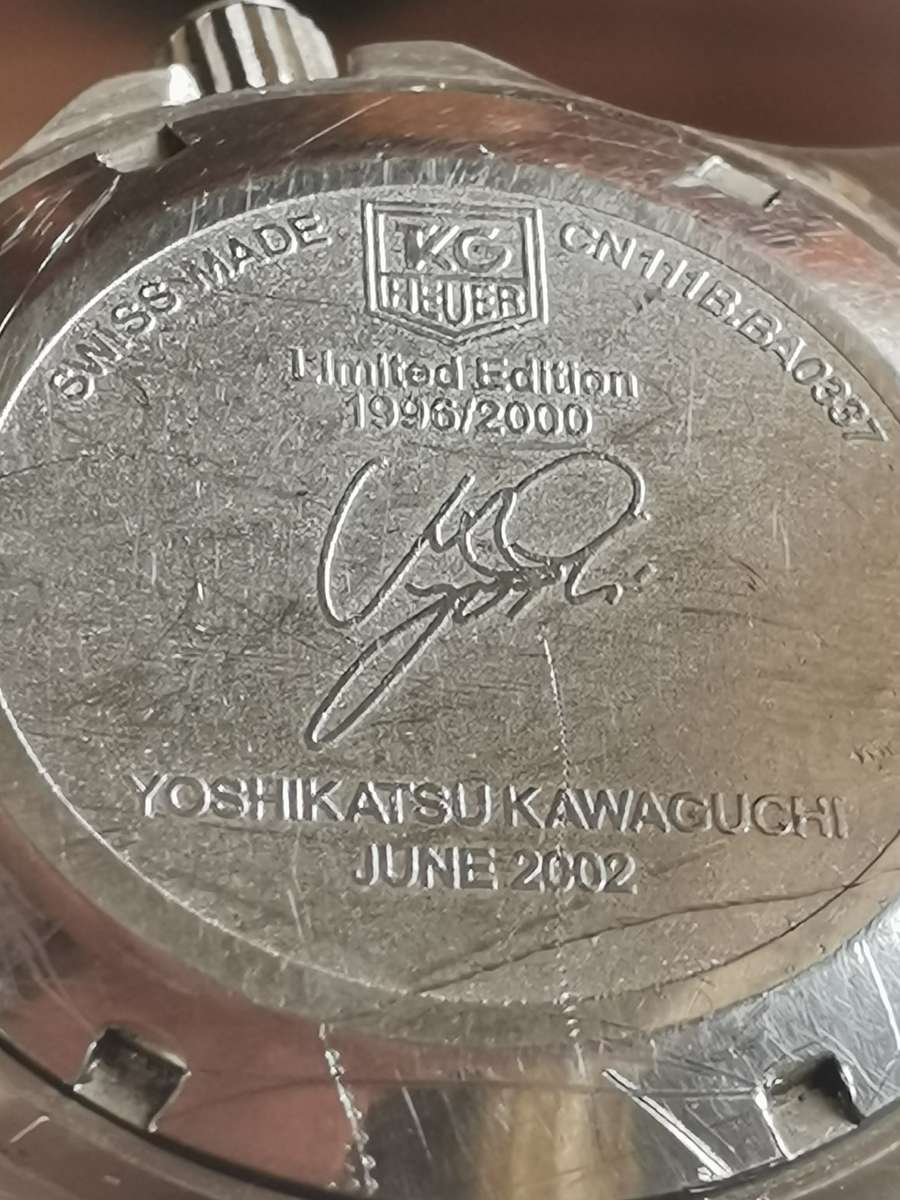 SWISS MADE
TAG
HEUER
CN111B.BA0337
Limited Edition
1996/2000
YOSHIKATSU KAWAGUCHI
JUNE 2002